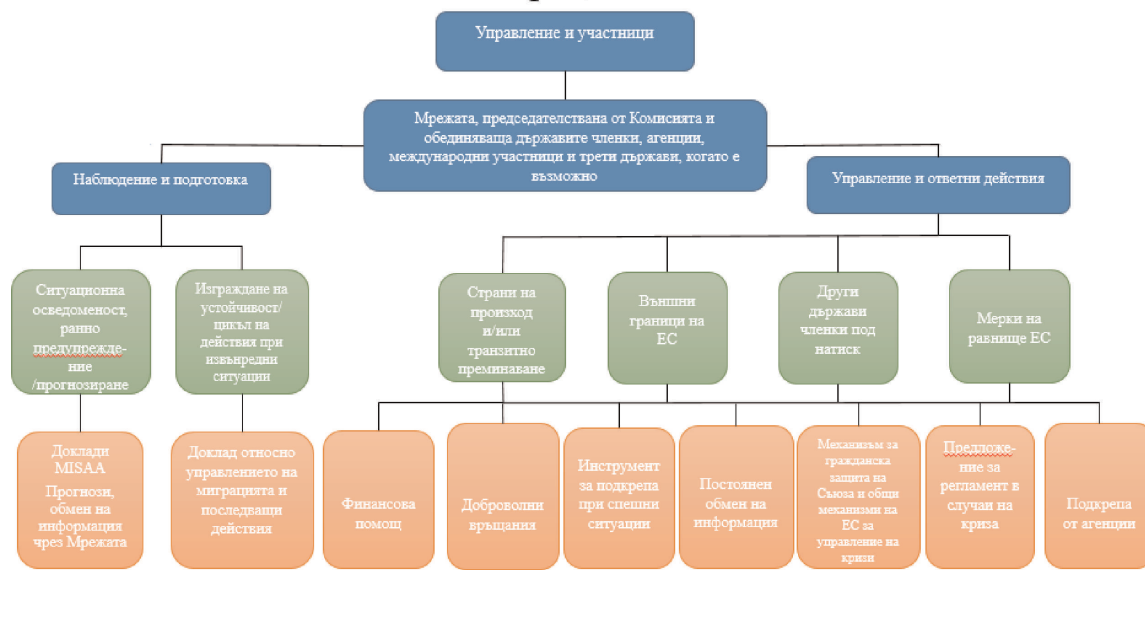 Управление и участници
Мрежата, председателствана от Комисията и
обединяваща държавите членки, агенции,
международни участници и трети държави, когато е
възможно
Наблюдение и подготовка
Управление и ответни действия
Ситуационна
осведоменост,
ранно
предупрежде-
ние
/прогнозиране
Изграждане на
устойчивост/
цикъл на
действия при
извънредни
ситуации
Страни на
произход
и/или
транзитно
преминаване
Външни
граници на
ЕС
Други
държави
членки под
натиск
Мерки на
равнище ЕС
Доклади
MISAA
Прогнози,
обмен на
информация
чрез Мрежата
Доклад относно
управлението на
миграцията и
последващи
действия
Финансова
помощ
Доброволни
връщания
Инструмент
за подкрепа
при спешни
ситуации
Постоянен
обмен на
информация
Механизъм за
гражданска
защита на
Съюза и общи
механизми на
ЕС за
управление на
кризи
Предложе-
ние за
регламент в
случаи на
криза
Подкрепа
от агенции